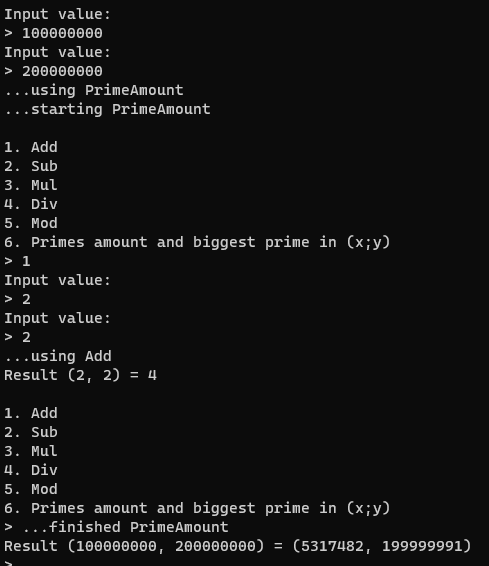 Input value:
> 100000000
Input value:
> 200000000
...using PrimeAmount
...starting PrimeAmount
1. Add
2. Sub
3. Mul
4. Div
5. Mod
6. Primes amount and biggest prime in (x;y)
> 1
Input value:
> 2
Input value:
> 2
...using Add
Result (2, 2) = 4
1. Add
2. Sub
3. Mul
4. Div
5. Mod
6. Primes amount and biggest prime in (x;y)
> ...finished PrimeAmount
Result (100000000, 200000000) = (5317482, 199999991)
>